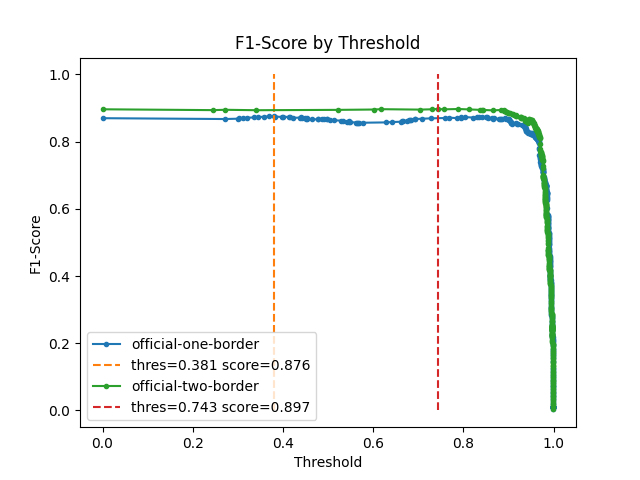 F1-Score by Threshold
1.0
0.8
0.6
0.4
0.2
0.0
F1-Score
official-one-border
thres=0.381 score=0.876
official-two-border
thres=0.743 score=0.897
0.0 0.2 0.4 0.6 0.8 1.0
Threshold